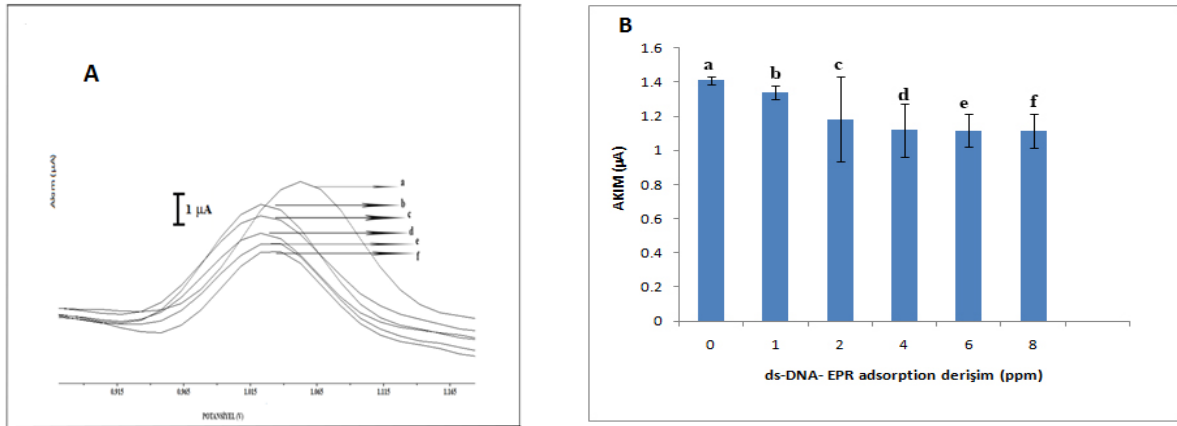 A
AKIM (µA)
1 µA
a
b
c
d
e
f
0.915
0.965
1.015
1.065
1.115
1.165
POTANSİYEL (V)
B
1.6
1.4
1.2
1
0.8
0.6
0.4
0.2
0
AKIM (µA)
a
b
c
d
e
f
0 1 2 4 6 8
ds-DNA- EPR adsorption derişim (ppm)